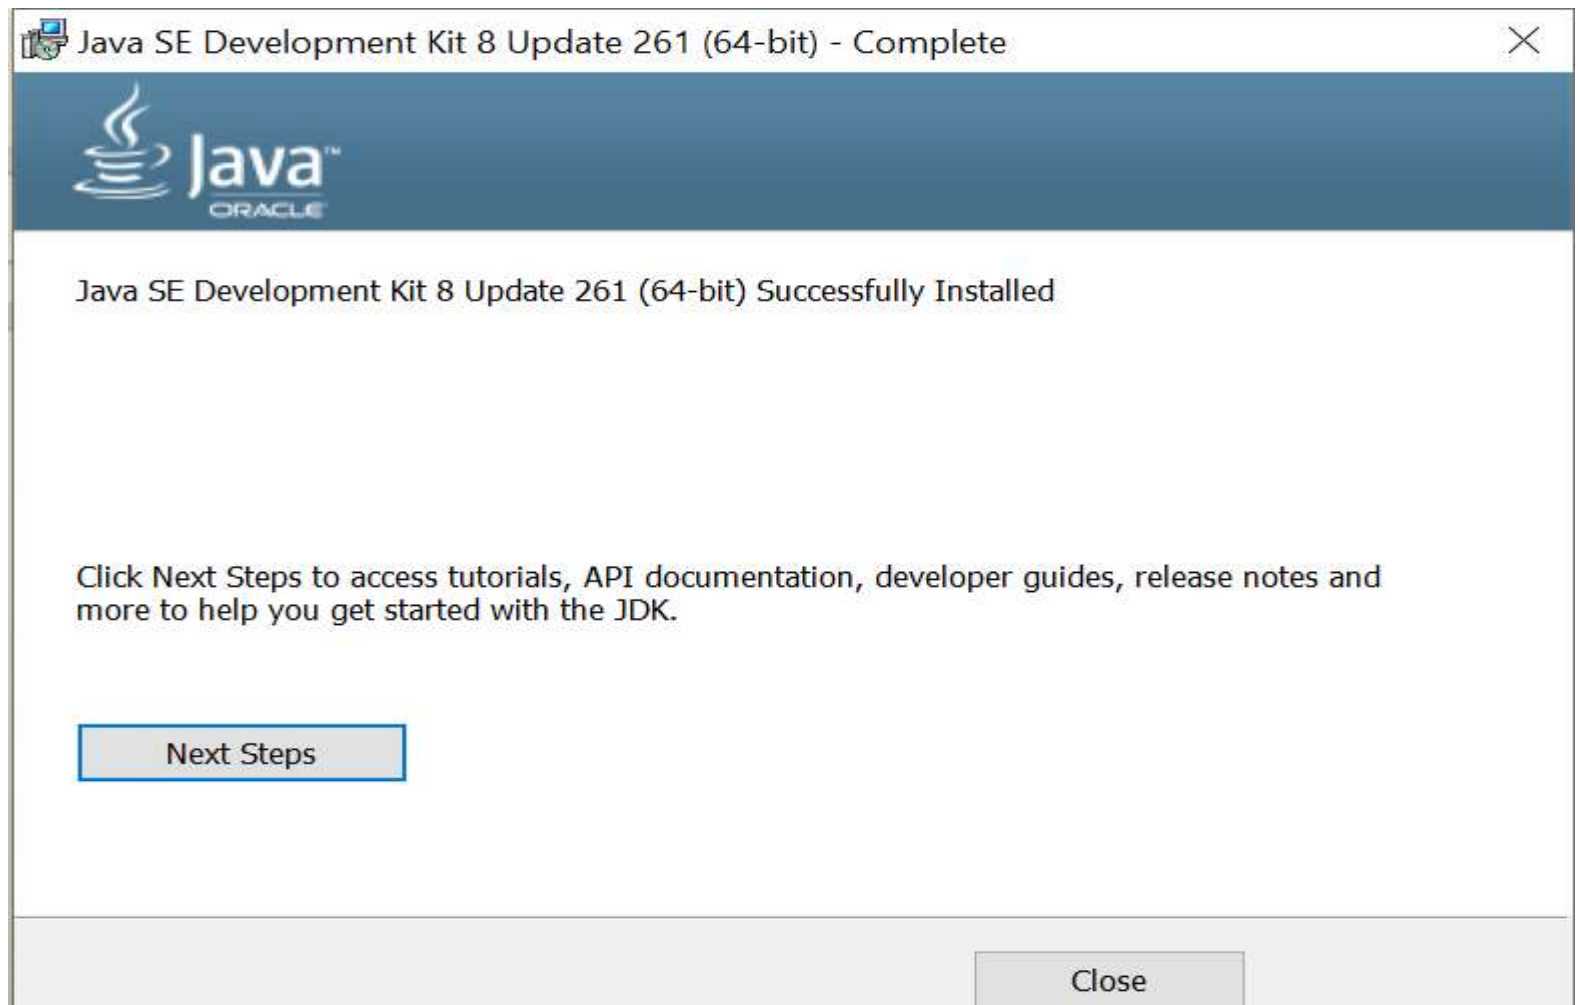 Java SE Development Kit 8 Update 261 (64-bit) - Complete
Java™
ORACLE
Java SE Development Kit 8 Update 261 (64-bit) Successfully Installed
Click Next Steps to access tutorials, API documentation, developer guides, release notes and
more to help you get started with the JDK.
Next Steps
Close